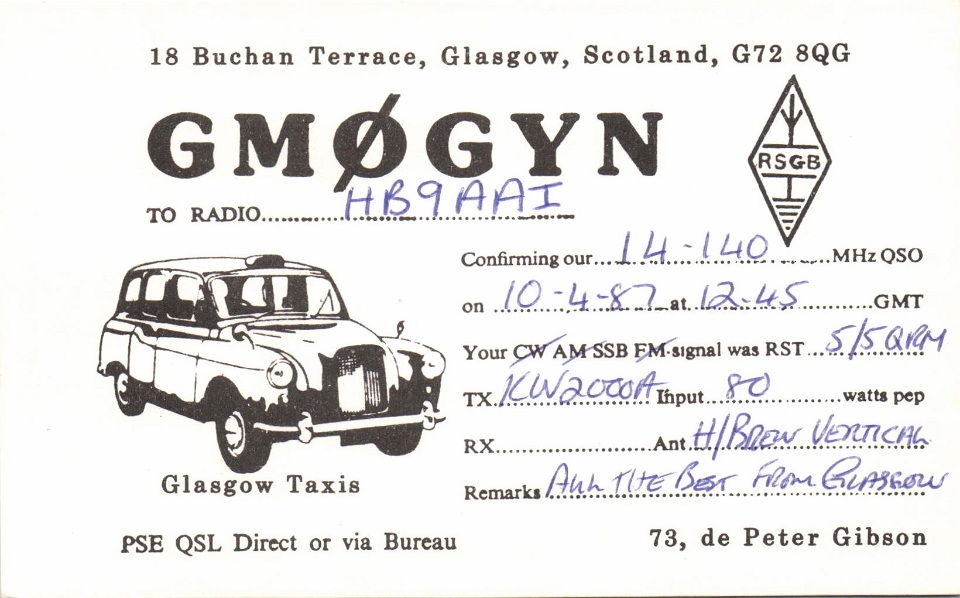 18 Buchan Terrace, Glasgow, Scotland, G72 8QG
GMØGYN
RSGB
TO RADIO HB9AAI
Confirming our 14-140 MHz QSO
on 10-4-87 at 12-45 GMT
Your CW AM SSB FM signal was RST 5/5 QRM
TX KW2000A Input 80 watts pep
RX Ant H/BREW VERTICAL
Remarks ALL THE BEST FROM GLASGOW
Glasgow Taxis
PSE QSL Direct or via Bureau
73, de Peter Gibson